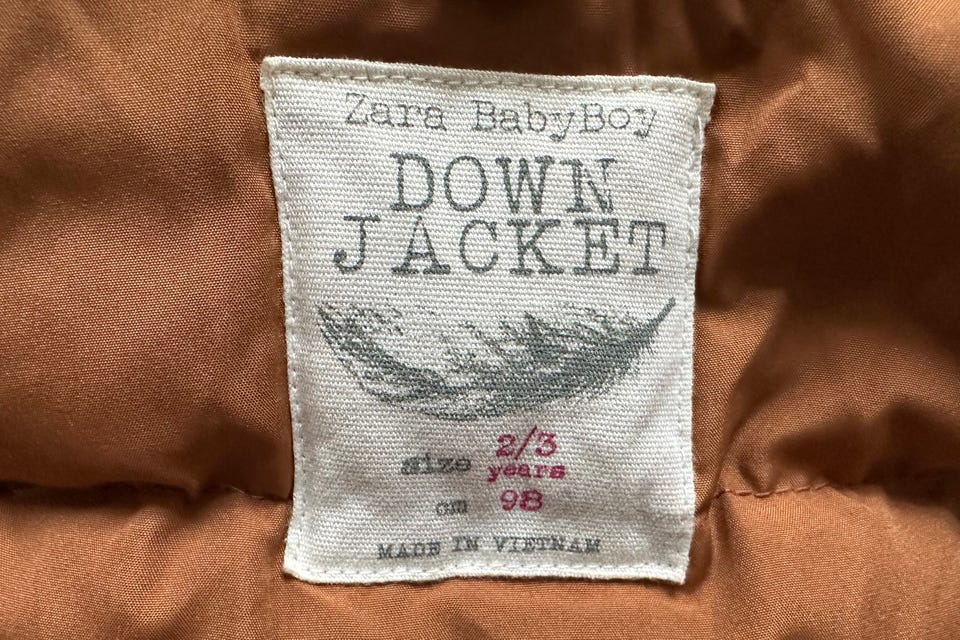 Zara BabyBoy
DOWN
JACKET
size 2/3
years
cm 98
MADE IN VIETNAM